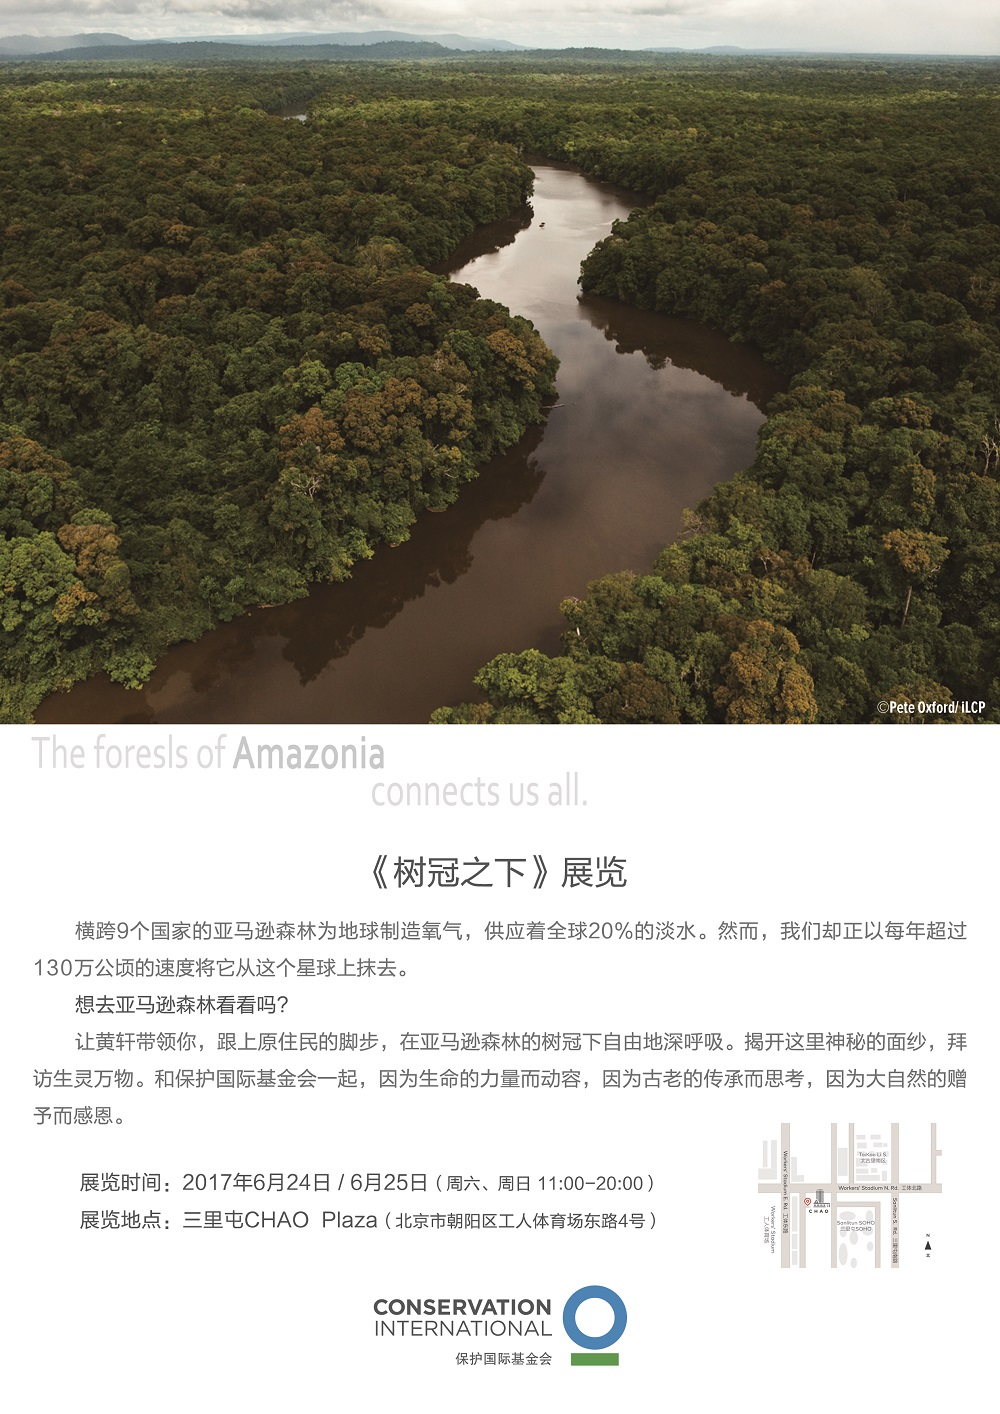 ©Pete Oxford/ iLCP
The foresls of Amazonia
connects us all.
《树冠之下》展览
横跨9个国家的亚马逊森林为地球制造氧气，供应着全球20%的淡水。然而，我们却正以每年超过
130万公顷的速度将它从这个星球上抹去。
想去亚马逊森林看看吗?
让黄轩带领你，跟上原住民的脚步，在亚马逊森林的树冠下自由地深呼吸。揭开这里神秘的面纱，拜
访生灵万物。和保护国际基金会一起，因为生命的力量而动容，因为古老的传承而思考，因为大自然的赠
予而感恩。
展览时间：2017年6月24日 / 6月25日（周六、周日 11:00-20:00）
展览地点：三里屯CHAO Plaza（北京市朝阳区工人体育场东路4号）
Taikoo Li S.
Workers' Stadium N. Rd. 工体北路
Workers' Stadium E. Rd. 工体东路
CHAO
Workers' Stadium
工人体育场
Sanlitun SOHO
三里屯SOHO
Sanlitun S. Rd. 三里屯南路
N
北
CONSERVATION
INTERNATIONAL
保护国际基金会